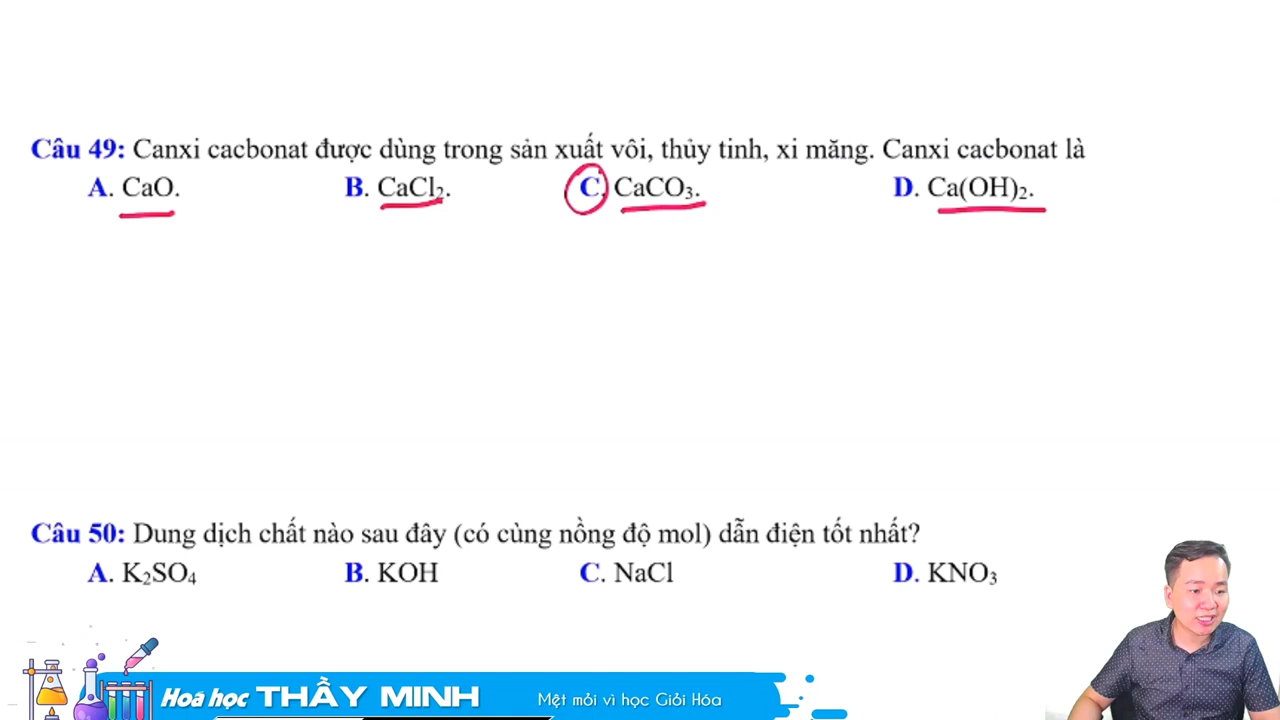 Câu 49: Canxi cacbonat được dùng trong sản xuất vôi, thủy tinh, xi măng. Canxi cacbonat là
A. CaO. B. CaCl₂. C. CaCO₃. D. Ca(OH)₂.
Câu 50: Dung dịch chất nào sau đây (có cùng nồng độ mol) dẫn điện tốt nhất?
A. K₂SO₄ B. KOH C. NaCl D. KNO₃
Hoá học THẦY MINH Mệt mỏi vì học Giỏi Hóa